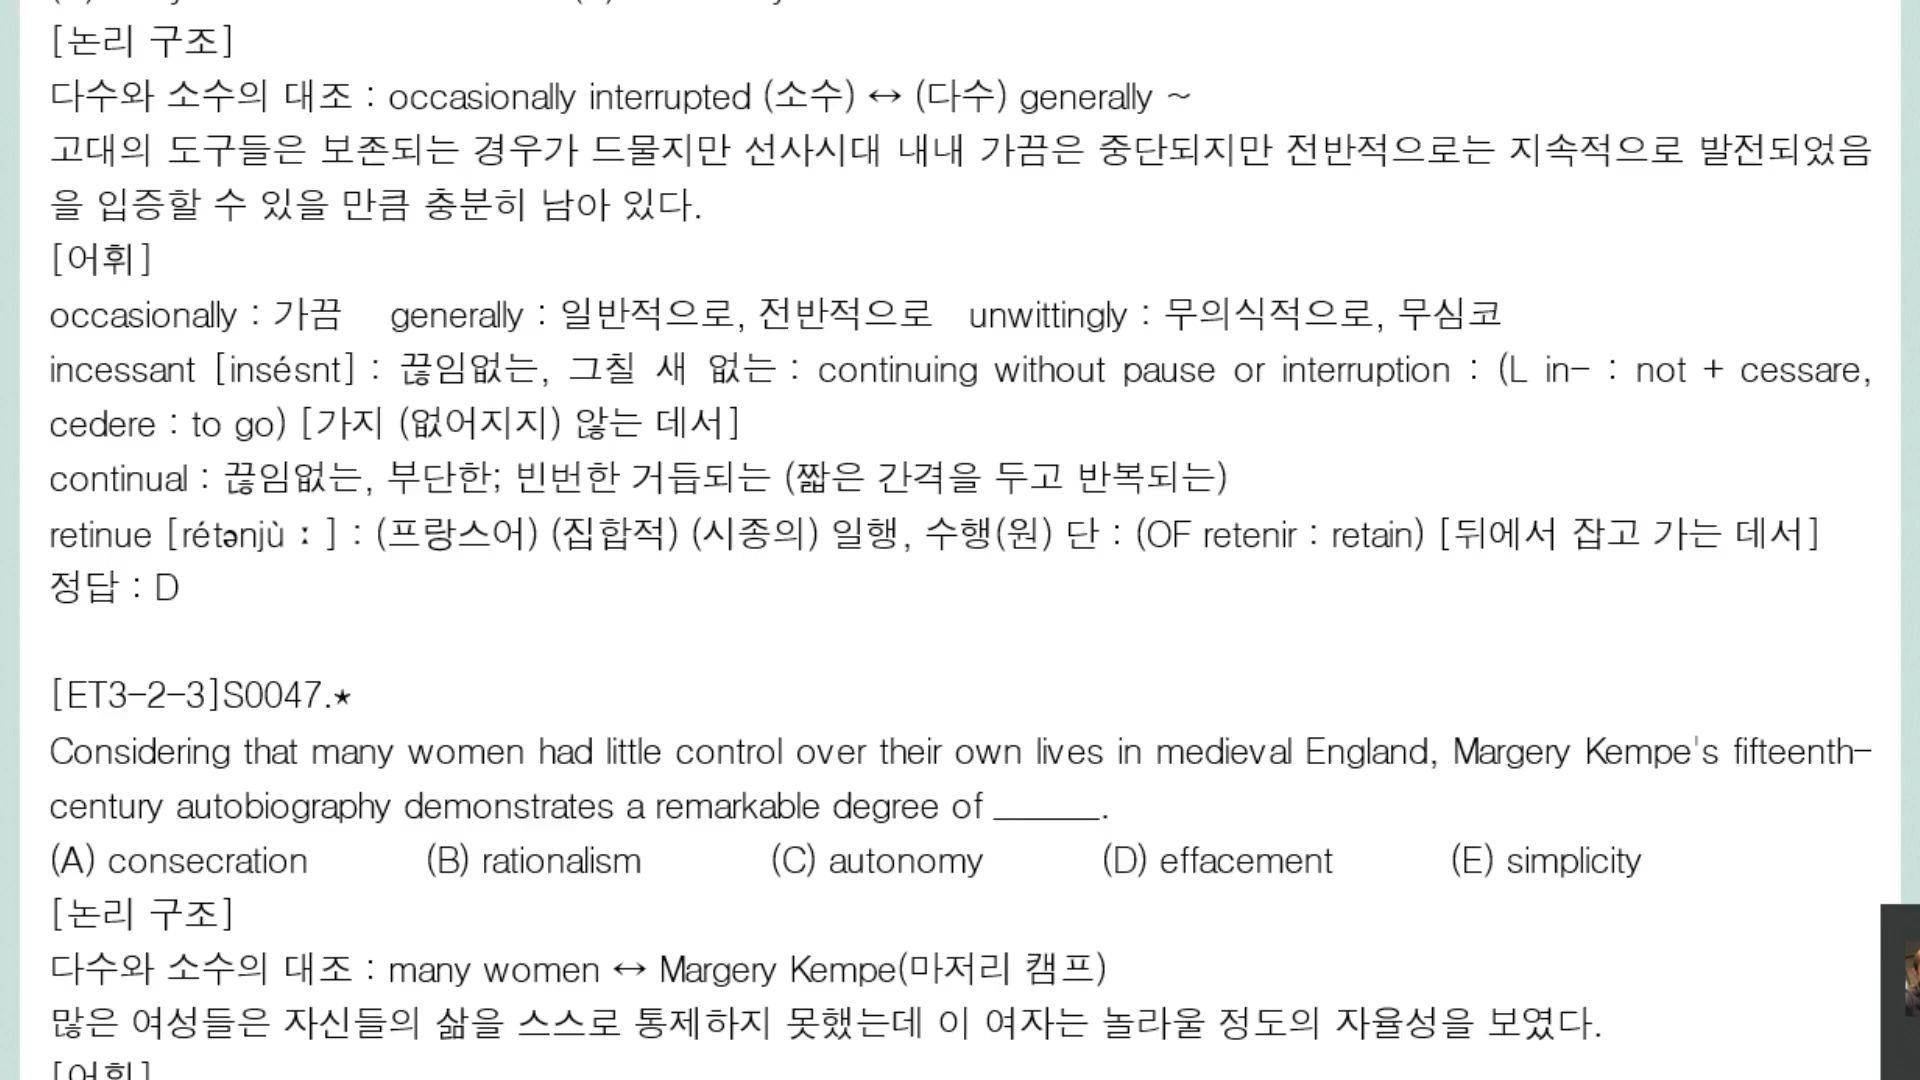 [논리 구조]
다수와 소수의 대조 : occasionally interrupted (소수) ↔ (다수) generally ~
고대의 도구들은 보존되는 경우가 드물지만 선사시대 내내 가끔은 중단되지만 전반적으로는 지속적으로 발전되었음
을 입증할 수 있을 만큼 충분히 남아 있다.
[어휘]
occasionally : 가끔 generally : 일반적으로, 전반적으로 unwittingly : 무의식적으로, 무심코
incessant [insésnt] : 끊임없는, 그칠 새 없는 : continuing without pause or interruption : (L in- : not + cessare,
cedere : to go) [가지 (없어지지) 않는 데서]
continual : 끊임없는, 부단한; 빈번한 거듭되는 (짧은 간격을 두고 반복되는)
retinue [rétənjù ː ] : (프랑스어) (집합적) (시종의) 일행, 수행(원) 단 : (OF retenir : retain) [뒤에서 잡고 가는 데서]
정답 : D
[ET3-2-3]S0047.★
Considering that many women had little control over their own lives in medieval England, Margery Kempe's fifteenth-
century autobiography demonstrates a remarkable degree of ______.
(A) consecration (B) rationalism (C) autonomy (D) effacement (E) simplicity
[논리 구조]
다수와 소수의 대조 : many women ↔ Margery Kempe(마저리 캠프)
많은 여성들은 자신들의 삶을 스스로 통제하지 못했는데 이 여자는 놀라울 정도의 자율성을 보였다.
[어휘]